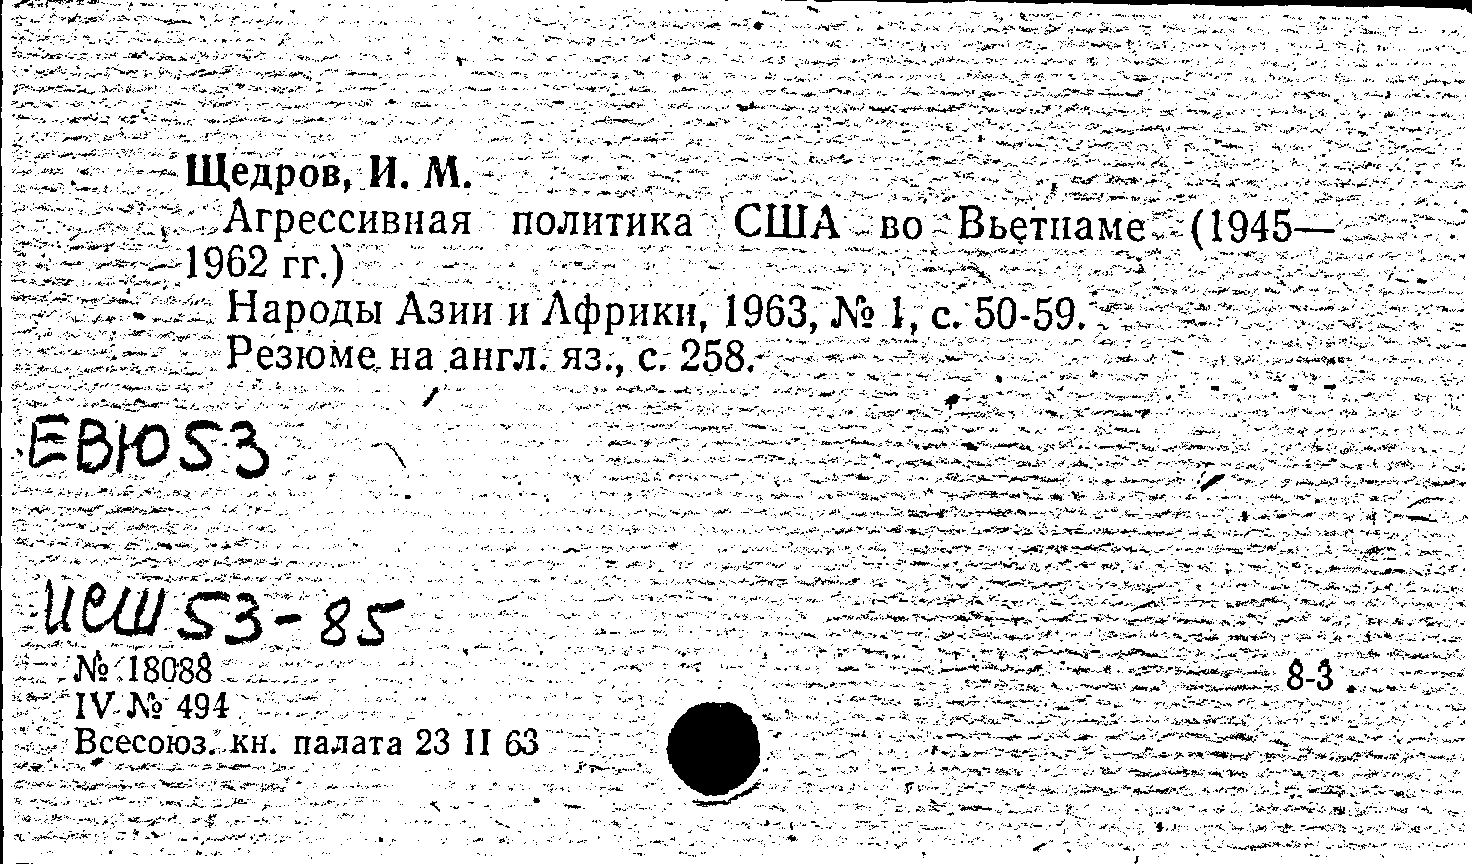 Щедров, И. М.
Агрессивная политика США во Вьетнаме (1945—
1962 гг.)
Народы Азии и Африки, 1963, № 1, с. 50-59.
Резюме на англ. яз., с. 258.
ЕВЮ53
ИСШ53-85
№ 18088
8-3
IV № 494
Всесоюз. кн. палата 23 II 63